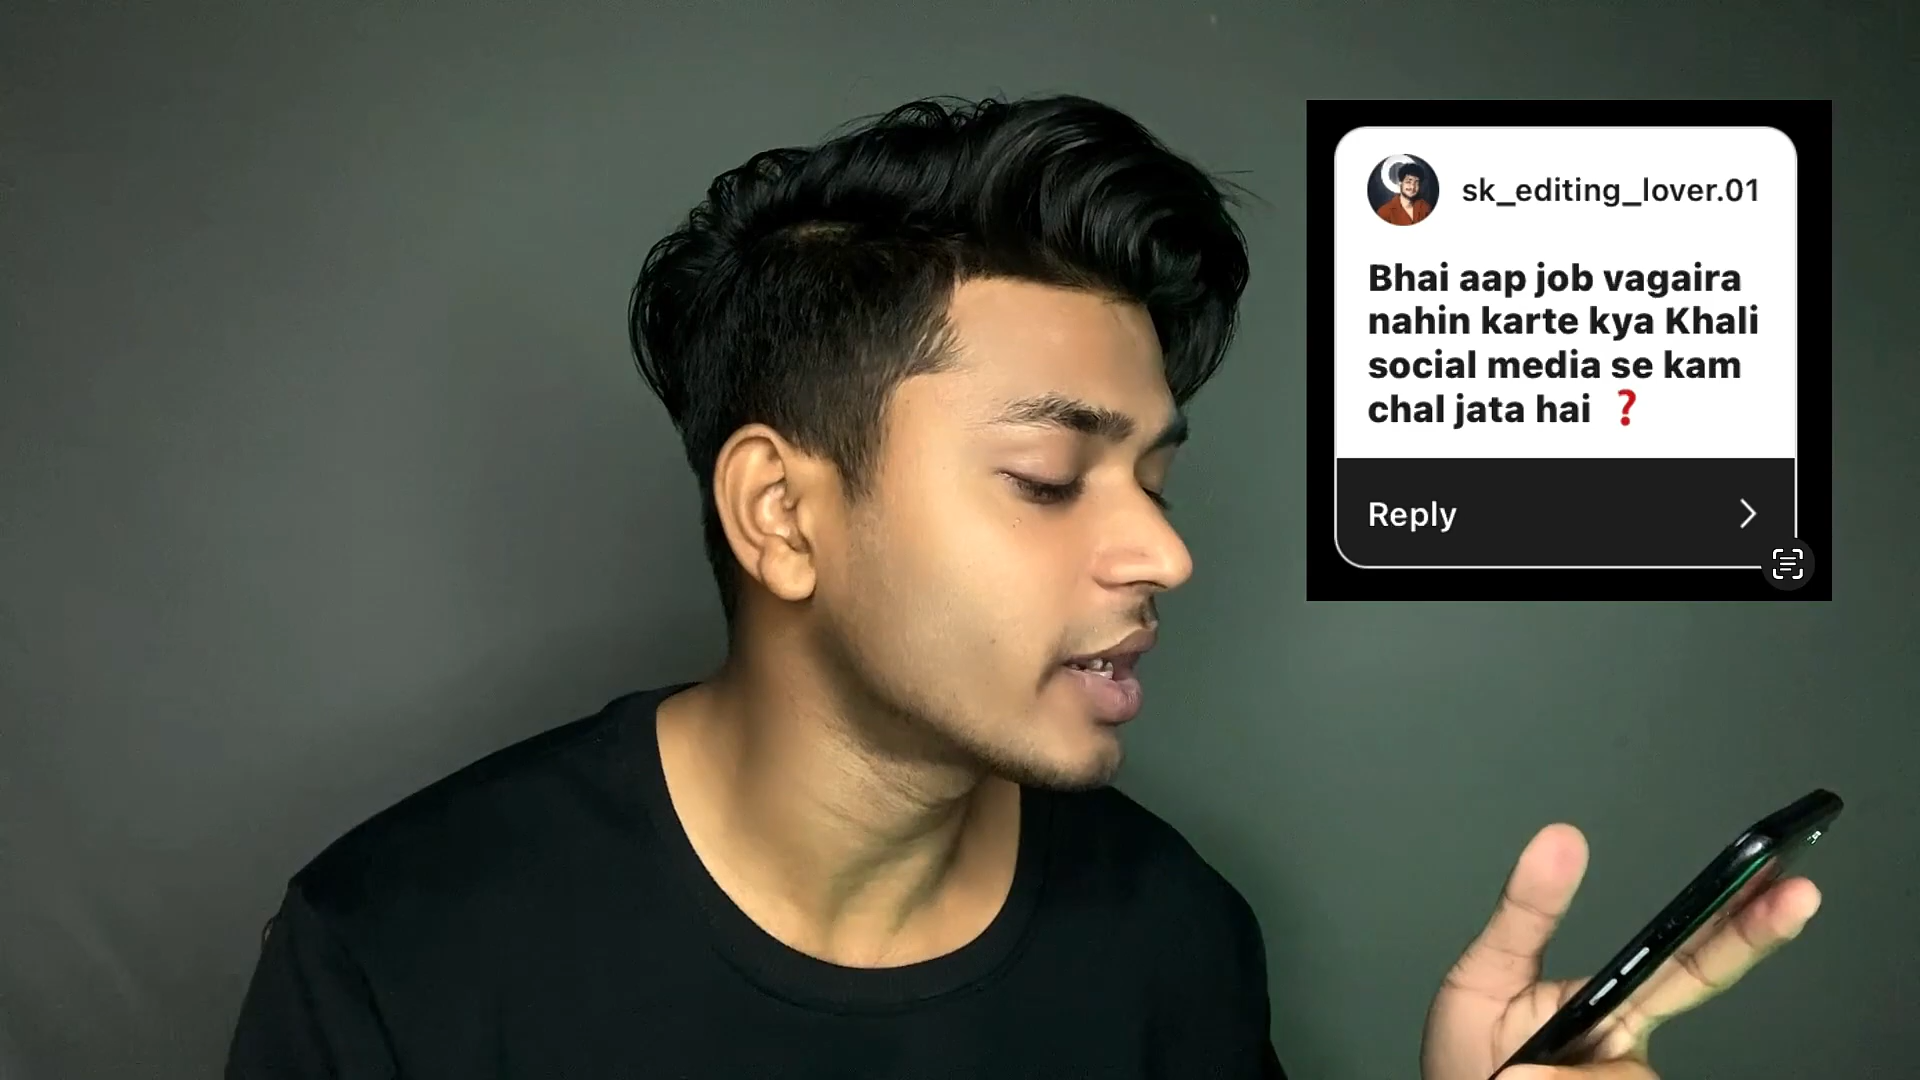 sk_editing_lover.01
Bhai aap job vagaira
nahin karte kya Khali
social media se kam
chal jata hai ❓
Reply